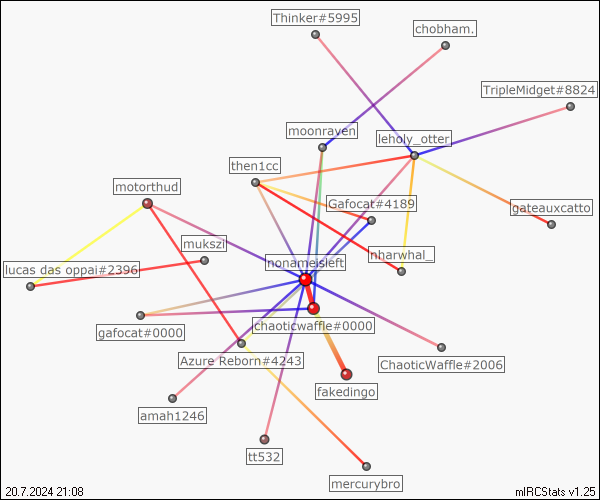 Thinker#5995
chobham.
TripleMidget#8824
moonraven
leholy_otter
then1cc
motorthud
Gafocat#4189
gateauxcatto
mukszi
nharwhal_
lucas das oppai#2396
nonameisleft
gafocat#0000
chaoticwaffle#0000
Azure Reborn#4243
ChaoticWaffle#2006
fakedingo
amah1246
tt532
mercurybro
20.7.2024 21:08
mIRCStats v1.25